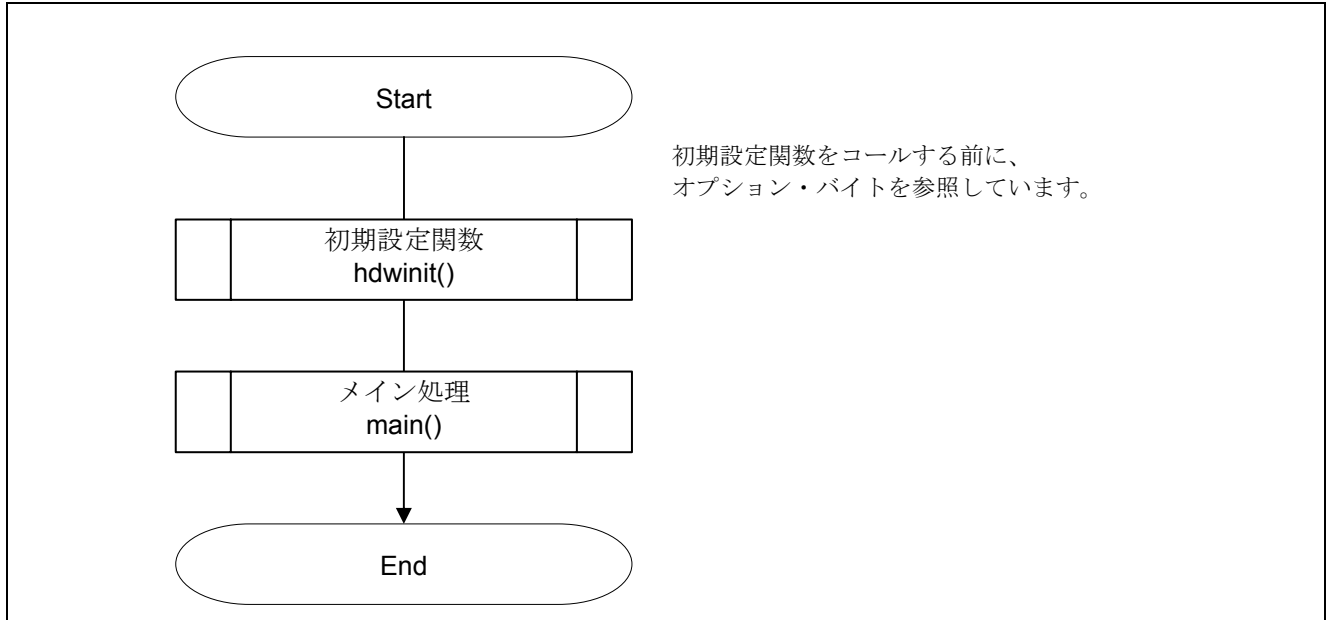 Start
初期設定関数をコールする前に、
オプション・バイトを参照しています。
初期設定関数
hdwinit()
メイン処理
main()
End